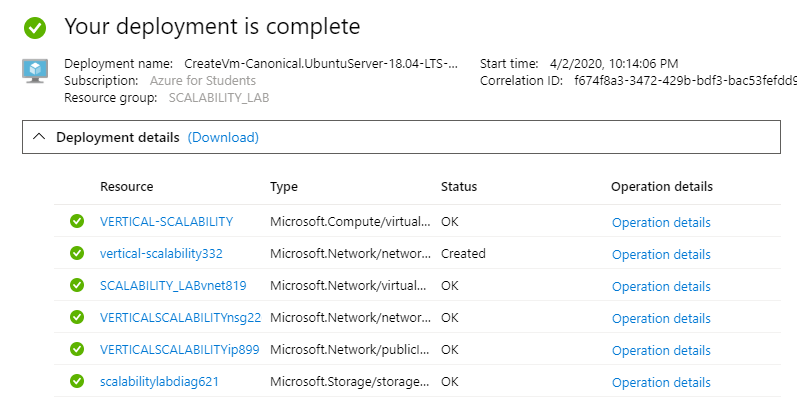 Your deployment is complete
Deployment name: CreateVm-Canonical.UbuntuServer-18.04-LTS-... Start time: 4/2/2020, 10:14:06 PM
Subscription: Azure for Students Correlation ID: f674f8a3-3472-429b-bdf3-bac53fefdd9
Resource group: SCALABILITY_LAB
Deployment details (Download)
Resource Type Status Operation details
VERTICAL-SCALABILITY Microsoft.Compute/virtual... OK Operation details
vertical-scalability332 Microsoft.Network/networ... Created Operation details
SCALABILITY_LABvnet819 Microsoft.Network/virtual... OK Operation details
VERTICALSCALABILITYnsg22 Microsoft.Network/networ... OK Operation details
VERTICALSCALABILITYip899 Microsoft.Network/publicI... OK Operation details
scalabilitylabdiag621 Microsoft.Storage/storage... OK Operation details